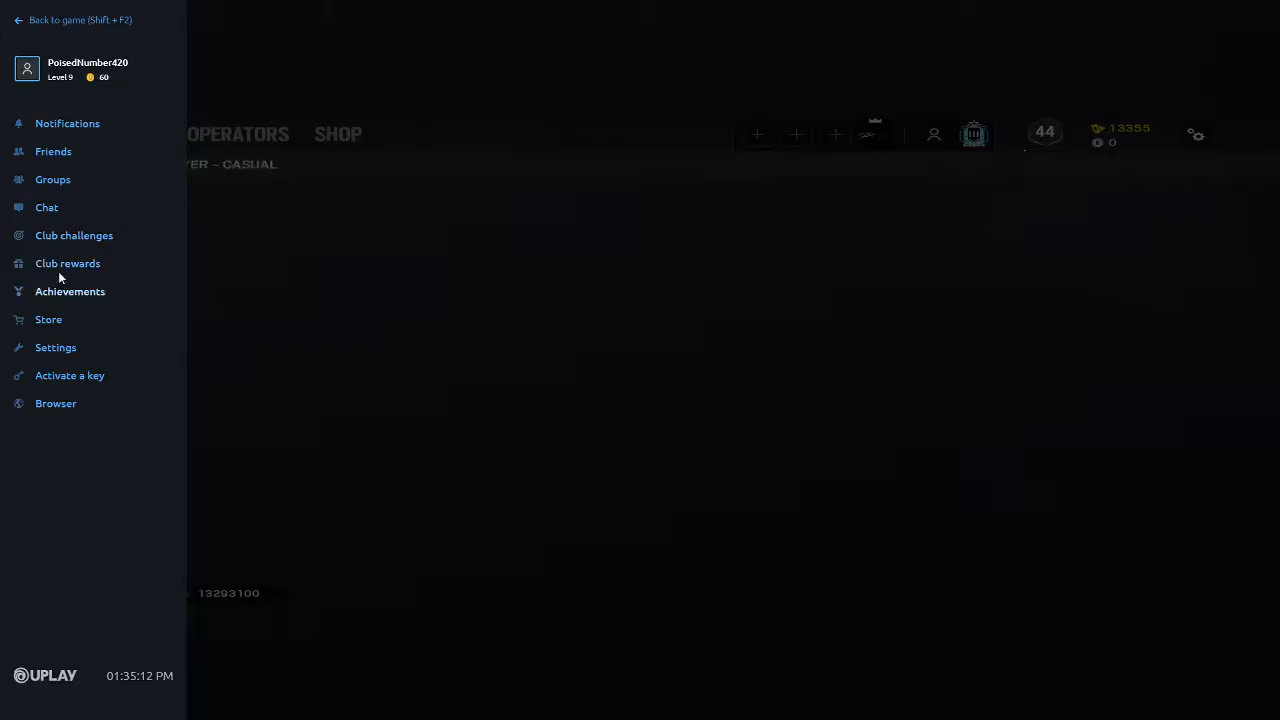 Back to game (Shift + F2)
PoisedNumber420
Level 9 60
Notifications
Friends
Groups
Chat
Club challenges
Club rewards
Achievements
Store
Settings
Activate a key
Browser
UPLAY 01:35:12 PM
OPERATORS SHOP
44
13355
0
YER – CASUAL
13293100